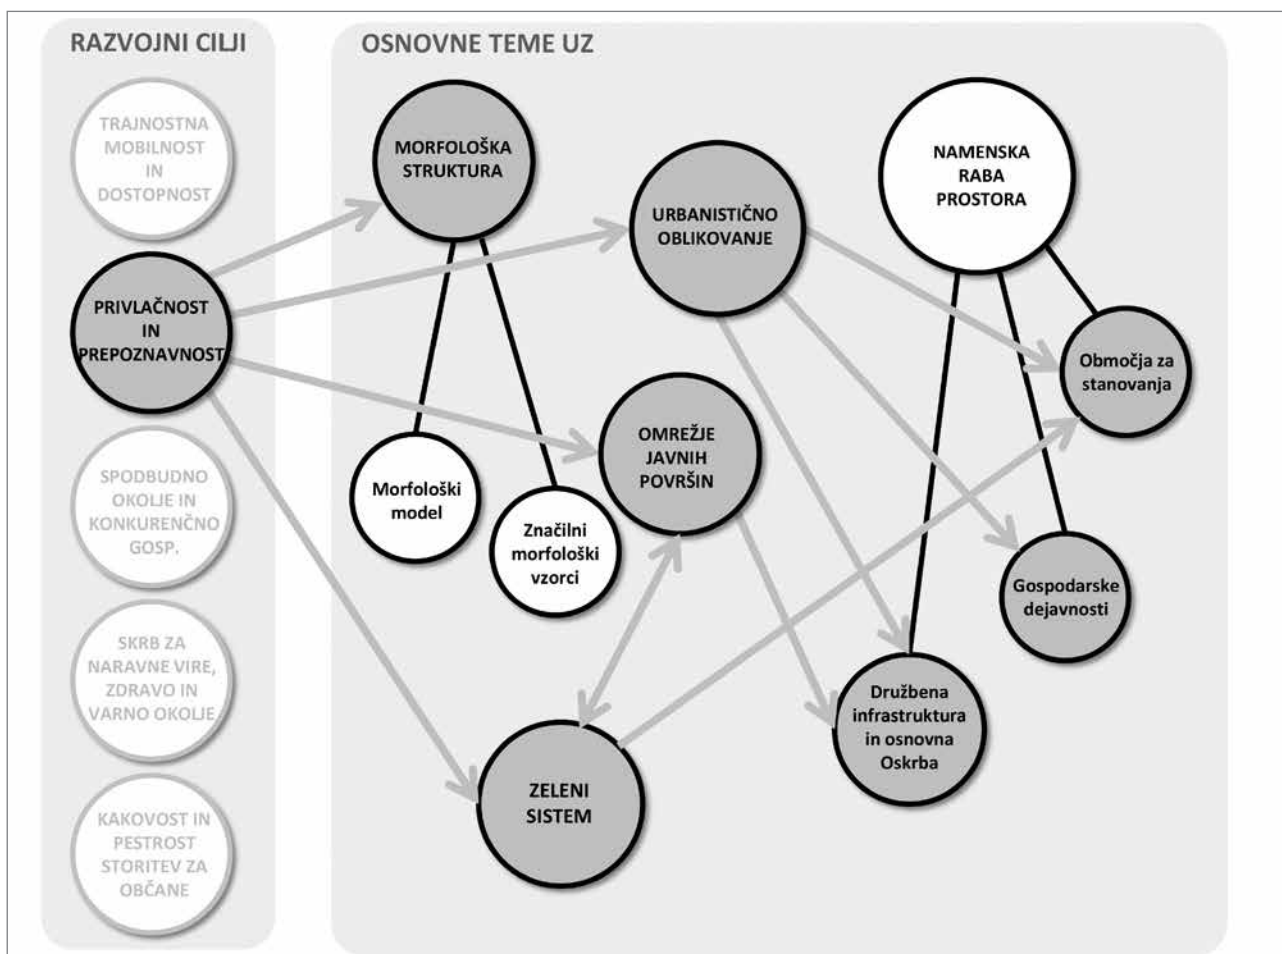 RAZVOJNI CILJI
TRAJNOSTNA
MOBILNOST
IN
DOSTOPNOST
PRIVLAČNOST
IN
PREPOZNAVNOST
SPODBUDNO
OKOLJE IN
KONKURENČNO
GOSP.
SKRB ZA
NARAVNE VIRE,
ZDRAVO IN
VARNO OKOLJE
KAKOVOST IN
PESTROST
STORITEV ZA
OBČANE
OSNOVNE TEME UZ
MORFOLOŠKA
STRUKTURA
URBANISTIČNO
OBLIKOVANJE
NAMENSKA
RABA
PROSTORA
Območja za
stanovanja
OMREŽJE
JAVNIH
POVRŠIN
Morfološki
model
Značilni
morfološki
vzorci
Gospodarske
dejavnosti
Družbena
infrastruktura
in osnovna
Oskrba
ZELENI
SISTEM